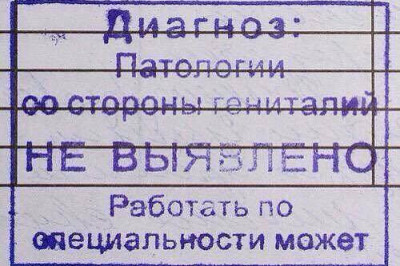 Диагноз:
Патологии
со стороны гениталий
НЕ ВЫЯВЛЕНО
Работать по
специальности может